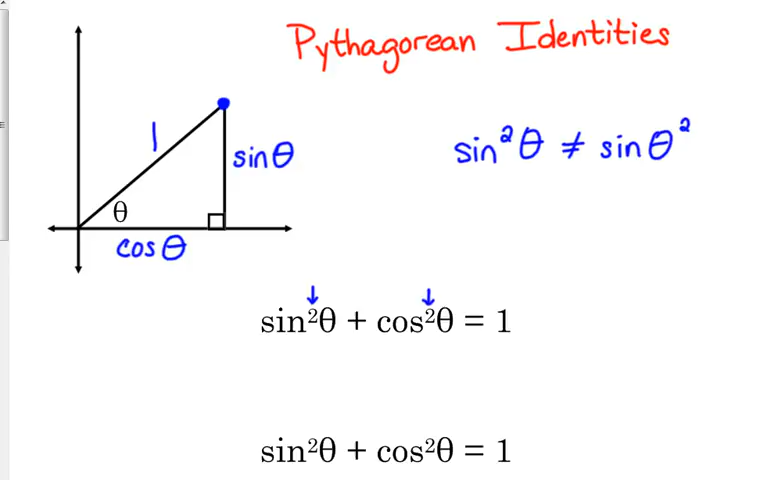 Pythagorean Identities
1
sinθ
sin²θ ≠ sinθ²
θ
cosθ
sin²θ + cos²θ = 1
sin²θ + cos²θ = 1